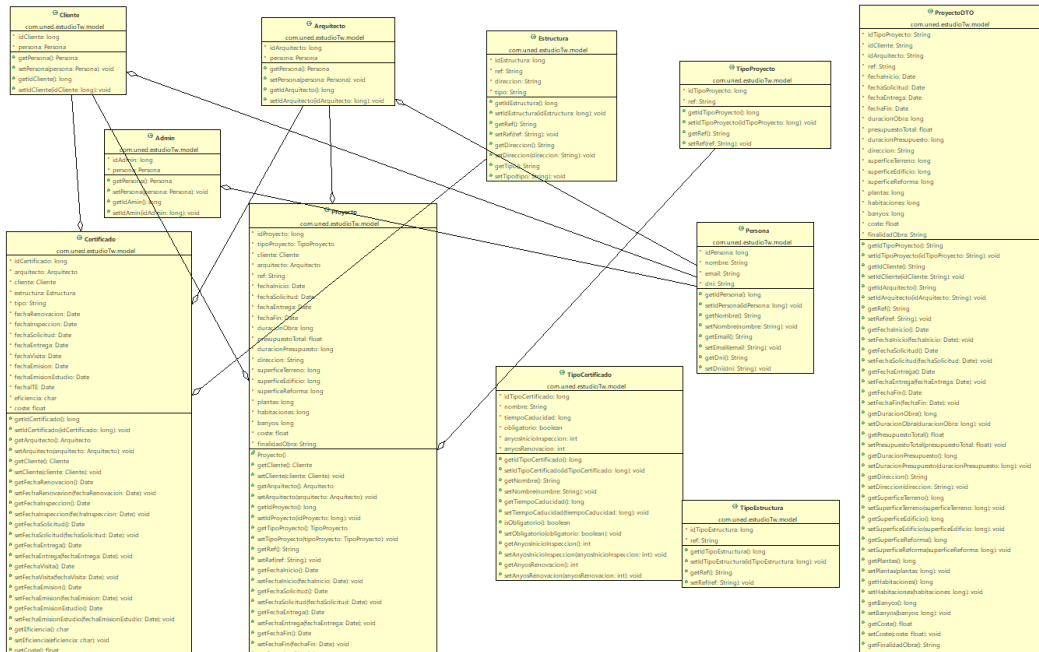 Cliente
com.uned.estudioTw.model
idCliente: long
persona: Persona
getPersona(): Persona
setPersona(persona: Persona): void
getIdCliente(): long
setIdCliente(idCliente: long): void
Arquitecto
com.uned.estudioTw.model
idArquitecto: long
persona: Persona
getPersona(): Persona
setPersona(persona: Persona): void
getIdArquitecto(): long
setIdArquitecto(idArquitecto: long): void
Estructura
com.uned.estudioTw.model
idEstructura: long
ref: String
direccion: String
tipo: String
getIdEstructura(): long
setIdEstructura(idEstructura: long): void
getRef(): String
setRef(ref: String): void
getDireccion(): String
setDireccion(direccion: String): void
getTipo(): String
setTipo(tipo: String): void
TipoProyecto
com.uned.estudioTw.model
idTipoProyecto: long
ref: String
getIdTipoProyecto(): long
setIdTipoProyecto(idTipoProyecto: long): void
getRef(): String
setRef(ref: String): void
Admin
com.uned.estudioTw.model
idAdmin: long
persona: Persona
getPersona(): Persona
setPersona(persona: Persona): void
getIdAmin(): long
setIdAmin(idAdmin: long): void
Certificado
com.uned.estudioTw.model
idCertificado: long
arquitecto: Arquitecto
cliente: Cliente
estructura: Estructura
tipo: String
fechaRenovacion: Date
fechaInspeccion: Date
fechaSolicitud: Date
fechaEntrega: Date
fechaVisita: Date
fechaEmision: Date
fechaEmisionEstudio: Date
fechaITE: Date
eficiencia: char
coste: float
getIdCertificado(): long
setIdCertificado(idCertificado: long): void
getArquitecto(): Arquitecto
setArquitecto(arquitecto: Arquitecto): void
getCliente(): Cliente
setCliente(cliente: Cliente): void
getFechaRenovacion(): Date
setFechaRenovacion(fechaRenovacion: Date): void
getFechaInspeccion(): Date
setFechaInspeccion(fechaInspeccion: Date): void
getFechaSolicitud(): Date
setFechaSolicitud(fechaSolicitud: Date): void
getFechaEntrega(): Date
setFechaEntrega(fechaEntrega: Date): void
getFechaVisita(): Date
setFechaVisita(fechaVisita: Date): void
getFechaEmision(): Date
setFechaEmision(fechaEmision: Date): void
getFechaEmisionEstudio(): Date
setFechaEmisionEstudio(fechaEmisionEstudio: Date): void
getEficiencia(): char
setEficiencia(eficiencia: char): void
getCoste(): float
Proyecto
com.uned.estudioTw.model
idProyecto: long
tipoProyecto: TipoProyecto
cliente: Cliente
arquitecto: Arquitecto
ref: String
fechaInicio: Date
fechaSolicitud: Date
fechaEntrega: Date
fechaFin: Date
duracionObra: long
presupuestoTotal: float
duracionPresupuesto: long
direccion: String
superficeTerreno: long
superficeEdificio: long
superficeReforma: long
plantas: long
habitaciones: long
banyos: long
coste: float
finalidadObra: String
Proyecto()
getCliente(): Cliente
setCliente(cliente: Cliente): void
getArquitecto(): Arquitecto
setArquitecto(arquitecto: Arquitecto): void
getIdProyecto(): long
setIdProyecto(idProyecto: long): void
getTipoProyecto(): TipoProyecto
setTipoProyecto(tipoProyecto: TipoProyecto): void
getRef(): String
setRef(ref: String): void
getFechaInicio(): Date
setFechaInicio(fechaInicio: Date): void
getFechaSolicitud(): Date
setFechaSolicitud(fechaSolicitud: Date): void
getFechaEntrega(): Date
setFechaEntrega(fechaEntrega: Date): void
getFechaFin(): Date
setFechaFin(fechaFin: Date): void
Persona
com.uned.estudioTw.model
idPersona: long
nombre: String
email: String
dni: String
getIdPersona(): long
setIdPersona(idPersona: long): void
getNombre(): String
setNombre(nombre: String): void
getEmail(): String
setEmail(email: String): void
getDni(): String
setDni(dni: String): void
TipoCertificado
com.uned.estudioTw.model
idTipoCertificado: long
nombre: String
tiempoCaducidad: long
obligatorio: boolean
anyosInicioInspeccion: int
anyosRenovacion: int
getIdTipoCertificado(): long
setIdTipoCertificado(idTipoCertificado: long): void
getNombre(): String
setNombre(nombre: String): void
getTiempoCaducidad(): long
setTiempoCaducidad(tiempoCaducidad: long): void
isObligatorio(): boolean
setObligatorio(obligatorio: boolean): void
getAnyosInicioInspeccion(): int
setAnyosInicioInspeccion(anyosInicioInspeccion: int): void
getAnyosRenovacion(): int
setAnyosRenovacion(anyosRenovacion: int): void
TipoEstructura
com.uned.estudioTw.model
idTipoEstructura: long
ref: String
getIdTipoEstructura(): long
setIdTipoEstructura(idTipoEstructura: long): void
getRef(): String
setRef(ref: String): void
ProyectoDTO
com.uned.estudioTw.model
idTipoProyecto: String
idCliente: String
idArquitecto: String
ref: String
fechaInicio: Date
fechaSolicitud: Date
fechaEntrega: Date
fechaFin: Date
duracionObra: long
presupuestoTotal: float
duracionPresupuesto: long
direccion: String
superficeTerreno: long
superficeEdificio: long
superficeReforma: long
plantas: long
habitaciones: long
banyos: long
coste: float
finalidadObra: String
getIdTipoProyecto(): String
setIdTipoProyecto(idTipoProyecto: String): void
getIdCliente(): String
setIdCliente(idCliente: String): void
getIdArquitecto(): String
setIdArquitecto(idArquitecto: String): void
getRef(): String
setRef(ref: String): void
getFechaInicio(): Date
setFechaInicio(fechaInicio: Date): void
getFechaSolicitud(): Date
setFechaSolicitud(fechaSolicitud: Date): void
getFechaEntrega(): Date
setFechaEntrega(fechaEntrega: Date): void
getFechaFin(): Date
setFechaFin(fechaFin: Date): void
getDuracionObra(): long
setDuracionObra(duracionObra: long): void
getPresupuestoTotal(): float
setPresupuestoTotal(presupuestoTotal: float): void
getDuracionPresupuesto(): long
setDuracionPresupuesto(duracionPresupuesto: long): void
getDireccion(): String
setDireccion(direccion: String): void
getSuperficeTerreno(): long
setSuperficeTerreno(superficeTerreno: long): void
getSuperficeEdificio(): long
setSuperficeEdificio(superficeEdificio: long): void
getSuperficeReforma(): long
setSuperficeReforma(superficeReforma: long): void
getPlantas(): long
setPlantas(plantas: long): void
getHabitaciones(): long
setHabitaciones(habitaciones: long): void
getBanyos(): long
setBanyos(banyos: long): void
getCoste(): float
setCoste(coste: float): void
getFinalidadObra(): String